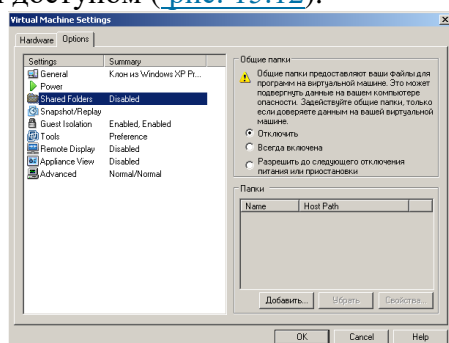 доступом ( рис. 15.12).
Virtual Machine Settings
Hardware Options
Settings Summary
General Клон из Windows XP Pr...
Power
Shared Folders Disabled
Snapshot/Replay
Guest Isolation Enabled, Enabled
Tools Preference
Remote Display Disabled
Appliance View Disabled
Advanced Normal/Normal
Общие папки
Общие папки предоставляют ваши файлы для
программ на виртуальной машине. Это может
подвергнуть данные на вашем компьютере
опасности. Задействуйте общие папки, только
если доверяете данным на вашей виртуальной
машине.
Отключить
Всегда включена
Разрешить до следующего отключения
питания или приостановки
Папки
Name Host Path
Добавить... Убрать Свойства...
OK Cancel Help